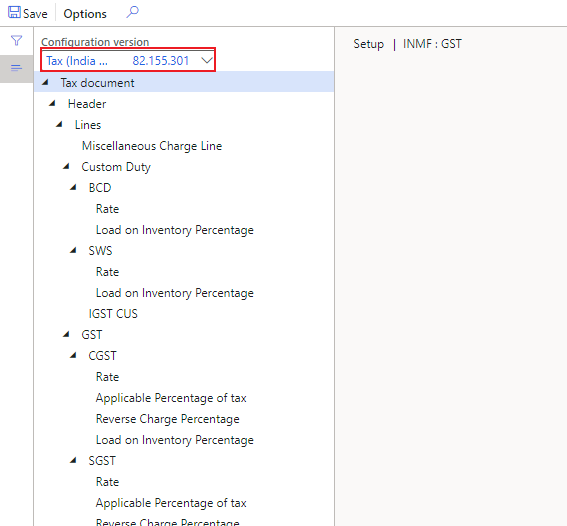 Save Options
Configuration version
Tax (India ... 82.155.301
Tax document
Header
Lines
Miscellaneous Charge Line
Custom Duty
BCD
Rate
Load on Inventory Percentage
SWS
Rate
Load on Inventory Percentage
IGST CUS
GST
CGST
Rate
Applicable Percentage of tax
Reverse Charge Percentage
Load on Inventory Percentage
SGST
Rate
Applicable Percentage of tax
Reverse Charge Percentage
Setup | INMF : GST